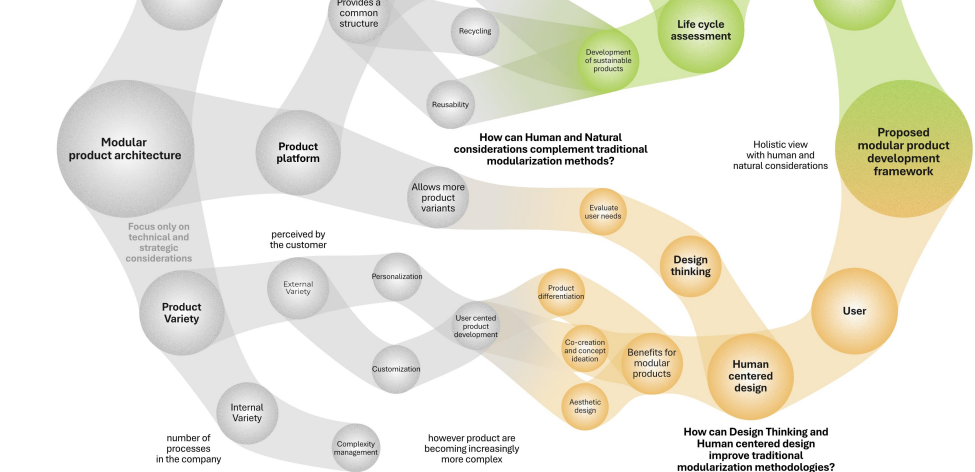 Provides a
common
structure
Recycling
Life cycle
assessment
Development
of sustainable
products
Reusability
How can Human and Natural
considerations complement traditional
modularization methods?
Modular
product architecture
Product
platform
Holistic view
with human and
natural considerations
Proposed
modular product
development
framework
Allows more
product
variants
Evaluate
user needs
Focus only on
technical and
strategic
considerations
perceived by
the customer
Design
thinking
Product
Variety
External
Variety
Personalization
Product
differentiation
User
User cented
product
development
Co-creation
and concept
ideation
Benefits for
modular
products
Customization
Human
centered
design
Aesthetic
design
Internal
Variety
number of
processes
in the company
Complexity
management
however product are
becoming increasingly
more complex
How can Design Thinking and
Human centered design
improve traditional
modularization methodologies?